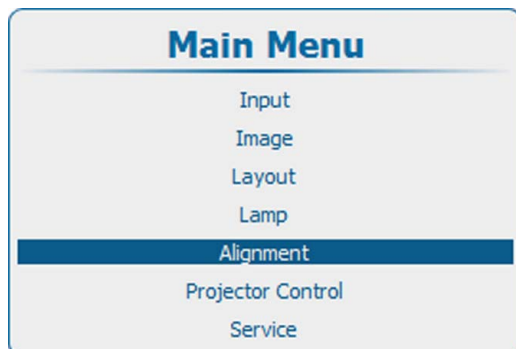 Main Menu
Input
Image
Layout
Lamp
Alignment
Projector Control
Service